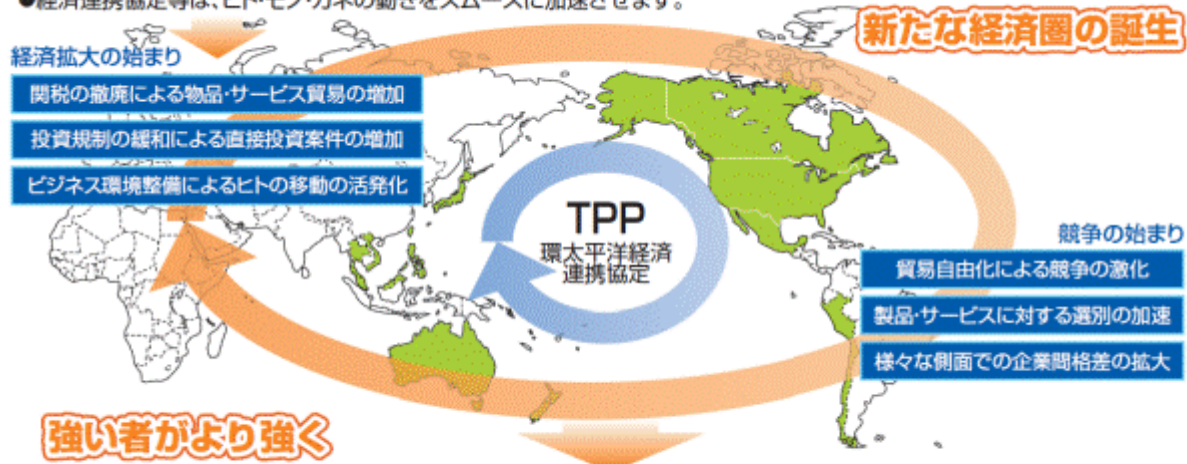 ●経済連携協定等は、ヒト・モノ・カネの動きをスムーズに加速させます。
新たな経済圏の誕生
経済拡大の始まり
関税の撤廃による物品・サービス貿易の増加
投資規制の緩和による直接投資案件の増加
ビジネス環境整備によるヒトの移動の活発化
TPP
環太平洋経済
連携協定
競争の始まり
貿易自由化による競争の激化
製品・サービスに対する選別の加速
様々な側面での企業間格差の拡大
強い者がより強く